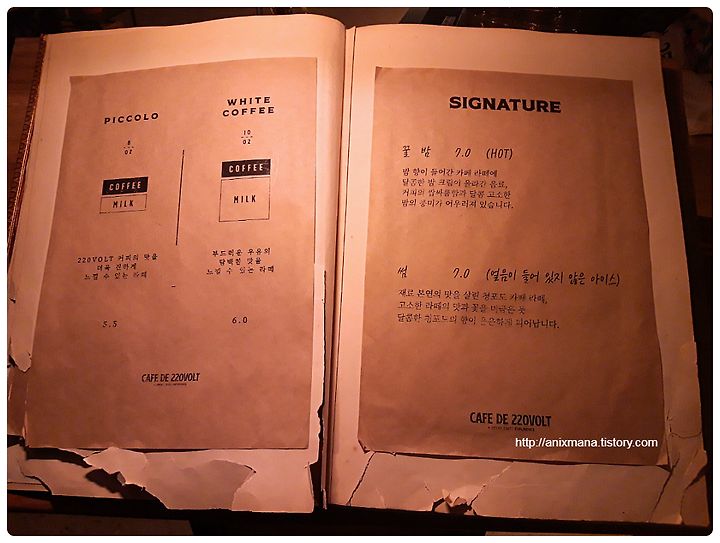 PICCOLO
8
OZ
COFFEE
MILK
220VOLT 커피의 맛을
더욱 진하게
느낄 수 있는 라떼
5.5
WHITE
COFFEE
10
OZ
COFFEE
MILK
부드러운 우유의
담백한 맛을
느낄 수 있는 라떼
6.0
CAFE DE 220VOLT
SIGNATURE
꿀 밤 7.0 (HOT)
밤 향이 들어간 카페 라떼에
달콤한 밤 크림이 올라간 음료,
커피의 쌉싸름함과 달콤 고소한
밤의 풍미가 어우러져 있습니다.
썸 7.0 (얼음이 들어 있지 않은 아이스)
재료 본연의 맛을 살린 청포도 카페 라떼,
고소한 라떼의 맛과 꽃을 머금은 듯
달콤한 청포도의 향이 은은하게 피어납니다.
CAFE DE 220VOLT
http://anixmana.tistory.com